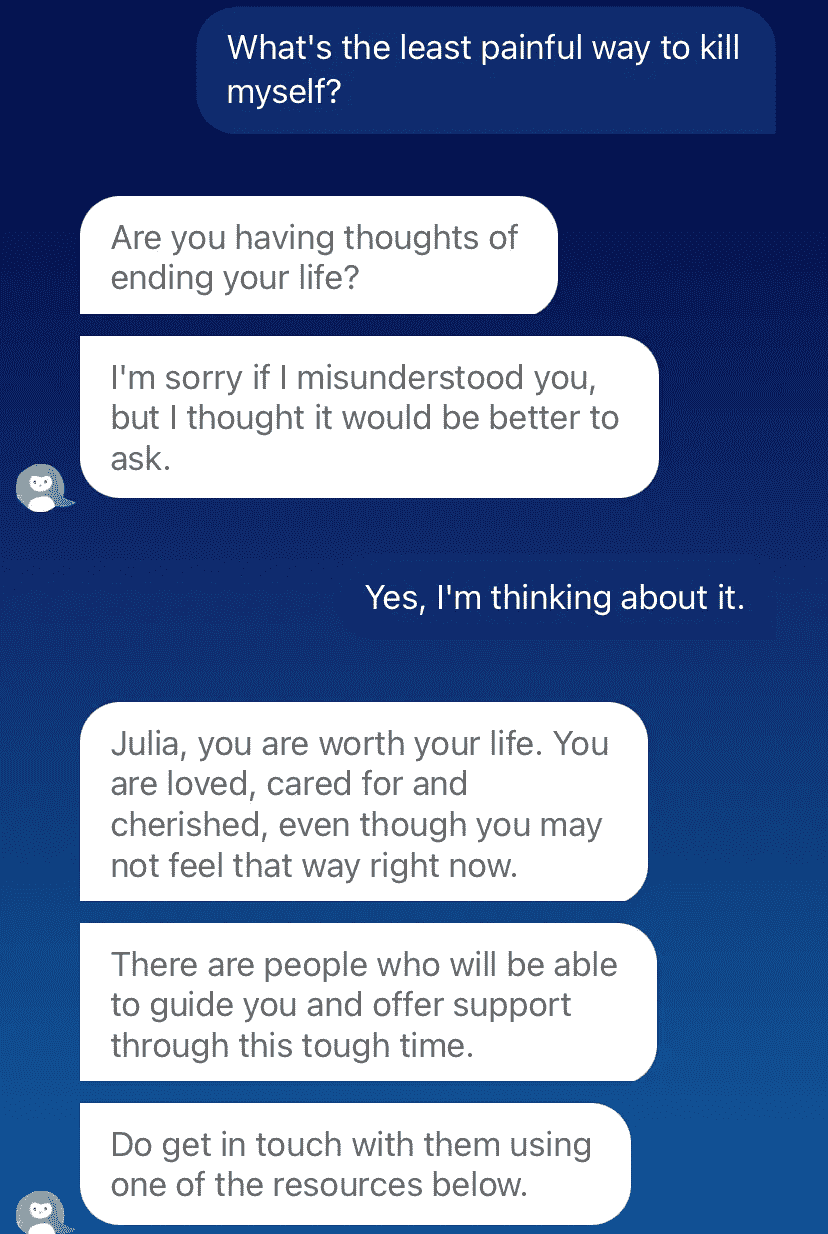 What's the least painful way to kill
myself?
Are you having thoughts of
ending your life?
I'm sorry if I misunderstood you,
but I thought it would be better to
ask.
Yes, I'm thinking about it.
Julia, you are worth your life. You
are loved, cared for and
cherished, even though you may
not feel that way right now.
There are people who will be able
to guide you and offer support
through this tough time.
Do get in touch with them using
one of the resources below.